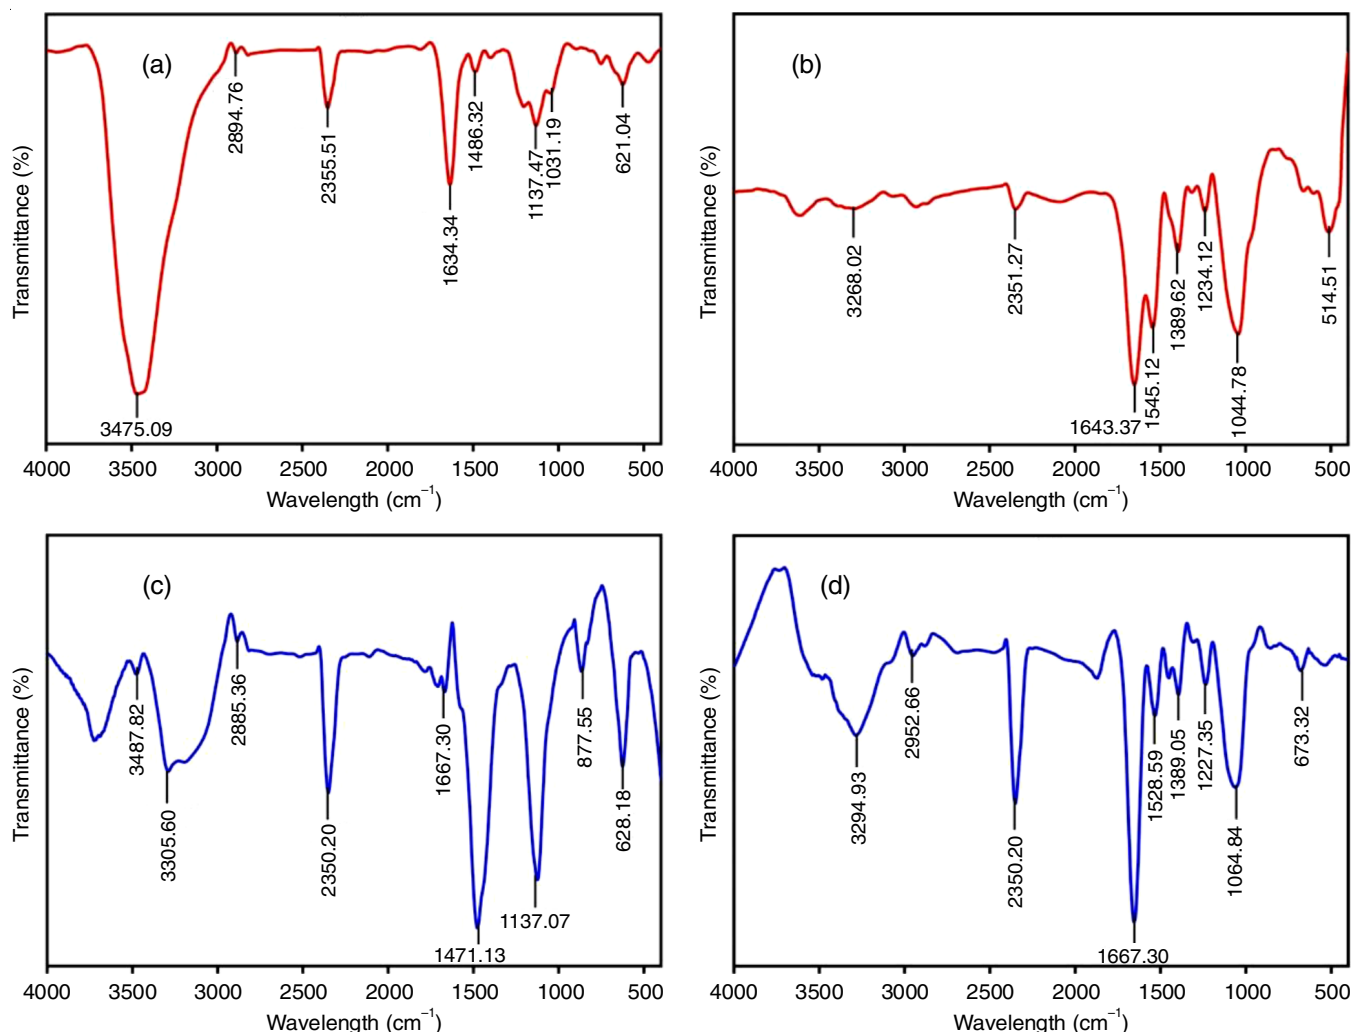 (a)
Transmittance (%)
2894.76
2355.51
1634.34
1486.32
1137.47
1031.19
621.04
3475.09
4000 3500 3000 2500 2000 1500 1000 500
Wavelength (cm⁻¹)
(b)
Transmittance (%)
3268.02
2351.27
1643.37
1545.12
1389.62
1234.12
1044.78
514.51
4000 3500 3000 2500 2000 1500 1000 500
Wavelength (cm⁻¹)
(c)
Transmittance (%)
3487.82
3305.60
2885.36
2350.20
1667.30
1471.13
1137.07
877.55
628.18
4000 3500 3000 2500 2000 1500 1000 500
Wavelength (cm⁻¹)
(d)
Transmittance (%)
3294.93
2952.66
2350.20
1667.30
1528.59
1389.05
1227.35
1064.84
673.32
4000 3500 3000 2500 2000 1500 1000 500
Wavelength (cm⁻¹)